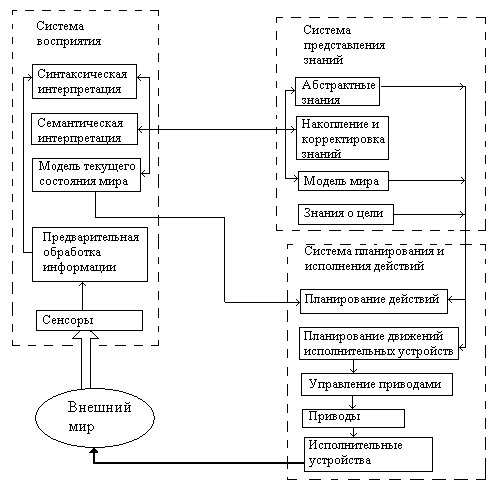 Система
восприятия
Синтаксическая
интерпретация
Семантическая
интерпретация
Модель текущего
состояния мира
Предварительная
обработка
информации
Сенсоры
Внешний
мир
Система
представления
знаний
Абстрактные
знания
Накопление и
корректировка
знаний
Модель мира
Знания о цели
Система планирования и
исполнения действий
Планирование действий
Планирование движений
исполнительных устройств
Управление приводами
Приводы
Исполнительные
устройства